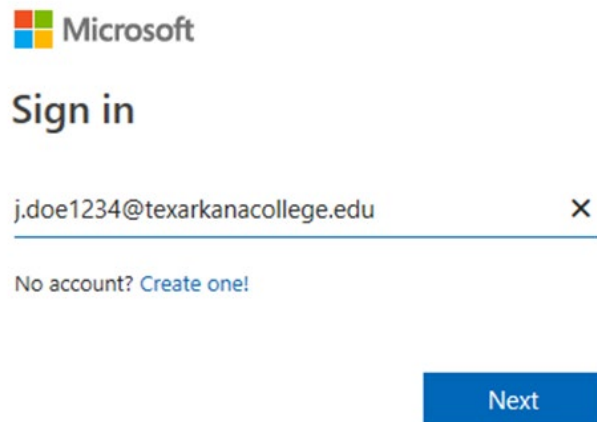 Microsoft
Sign in
j.doe1234@texarkanacollege.edu
No account? Create one!
Next